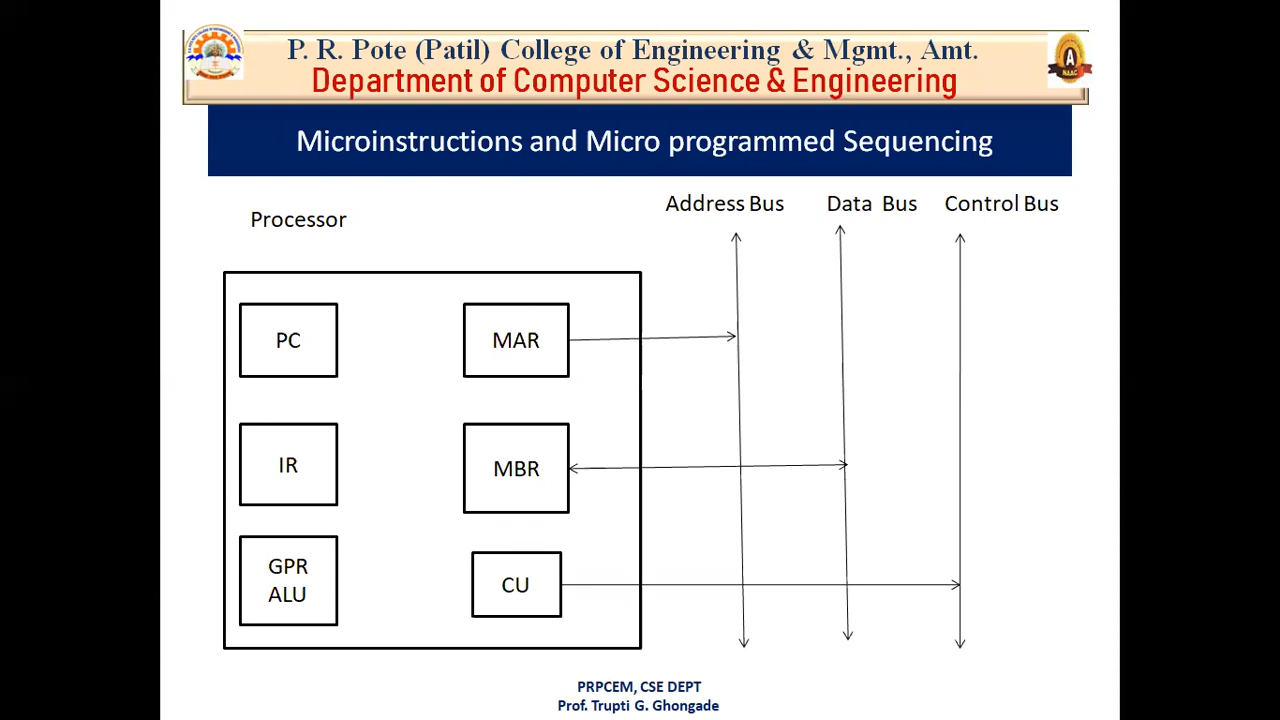 P. R. Pote (Patil) College of Engineering & Mgmt., Amt.
Department of Computer Science & Engineering
A
Microinstructions and Micro programmed Sequencing
Address Bus
Data Bus
Control Bus
Processor
PC
MAR
IR
MBR
GPR
ALU
CU
PRPCEM, CSE DEPT
Prof. Trupti G. Ghongade